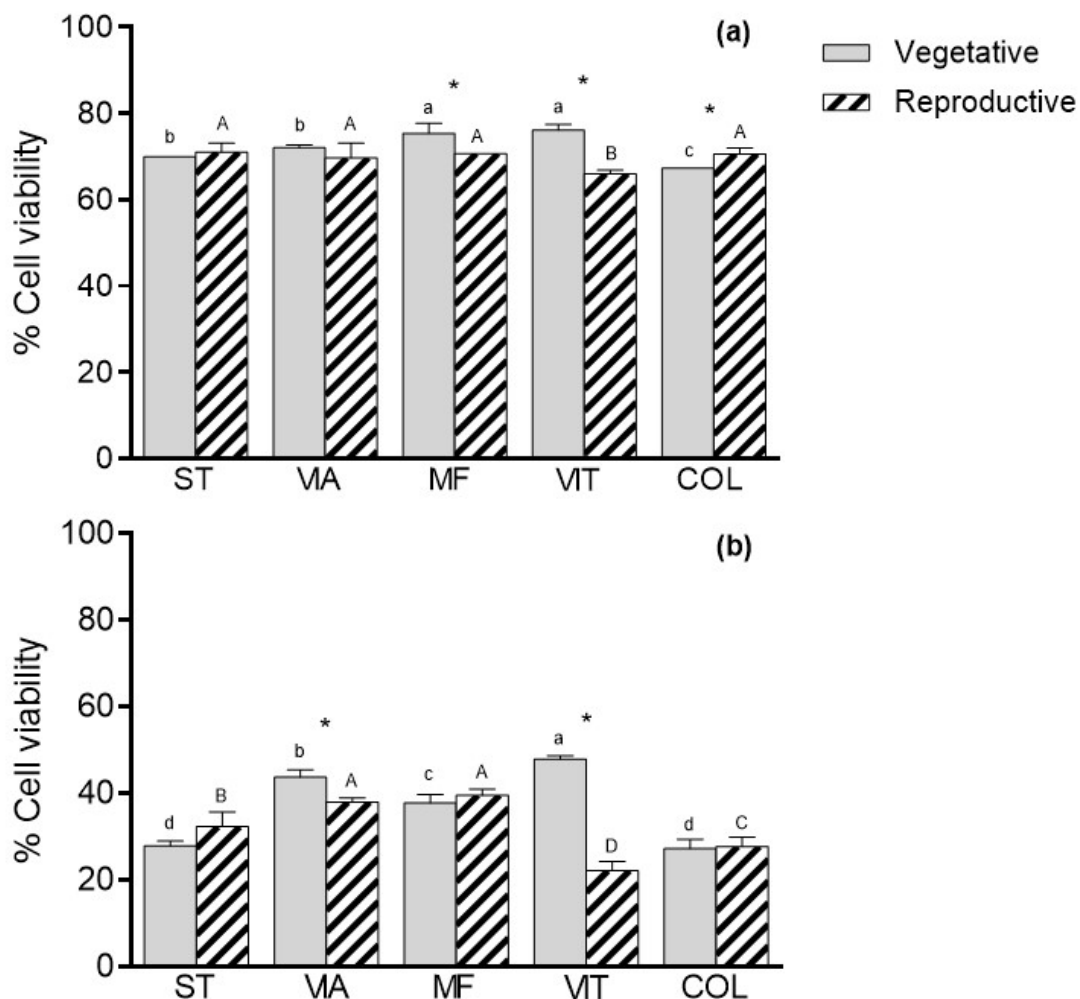 (a)
Vegetative
Reproductive
% Cell viability
100
80
60
40
20
0
b A b A a * A a * B c * A
ST VIA MF VIT COL
(b)
% Cell viability
100
80
60
40
20
0
d B b * A c A a * D d C
ST VIA MF VIT COL